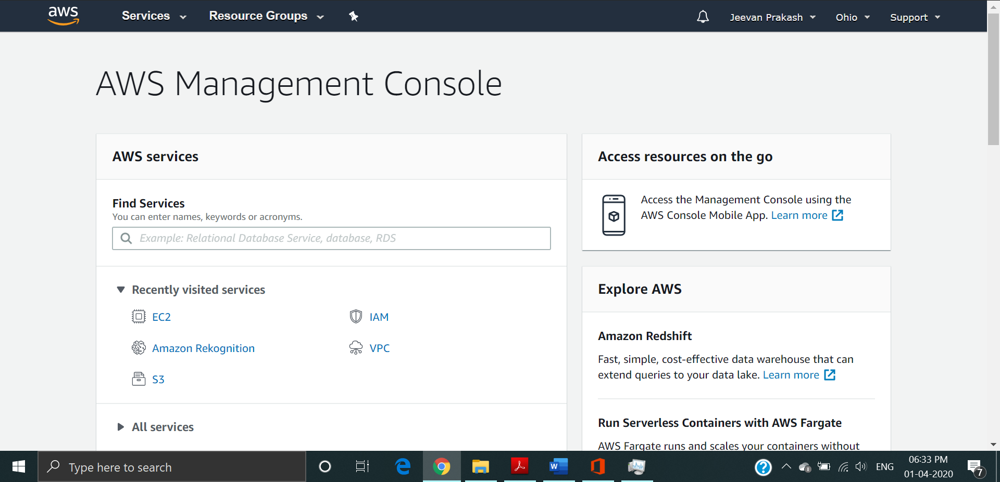 aws
Services
Resource Groups
Jeevan Prakash
Ohio
Support
AWS Management Console
AWS services
Find Services
You can enter names, keywords or acronyms.
Example: Relational Database Service, database, RDS
Recently visited services
EC2
IAM
Amazon Rekognition
VPC
S3
All services
Access resources on the go
Access the Management Console using the
AWS Console Mobile App. Learn more
Explore AWS
Amazon Redshift
Fast, simple, cost-effective data warehouse that can
extend queries to your data lake. Learn more
Run Serverless Containers with AWS Fargate
AWS Fargate runs and scales your containers without
Type here to search
ENG
06:33 PM
01-04-2020
7